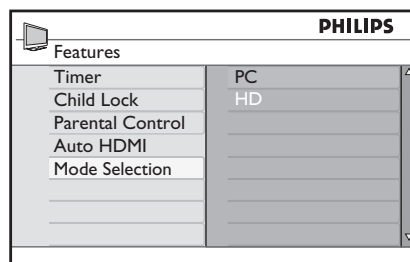 PHILIPS
Features
Timer
PC
Child Lock
HD
Parental Control
Auto HDMI
Mode Selection